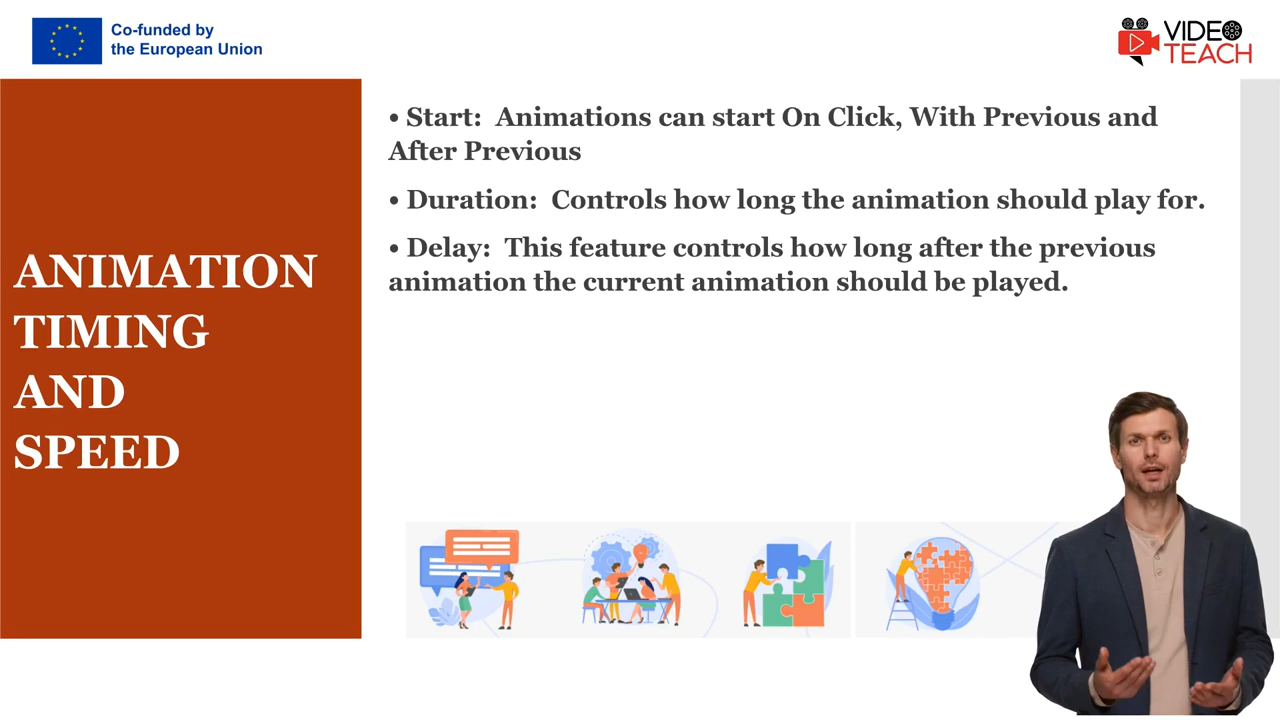 Co-funded by
the European Union
VIDEO
TEACH
ANIMATION
TIMING
AND
SPEED
• Start:  Animations can start On Click, With Previous and
After Previous
• Duration:  Controls how long the animation should play for.
• Delay:  This feature controls how long after the previous
animation the current animation should be played.